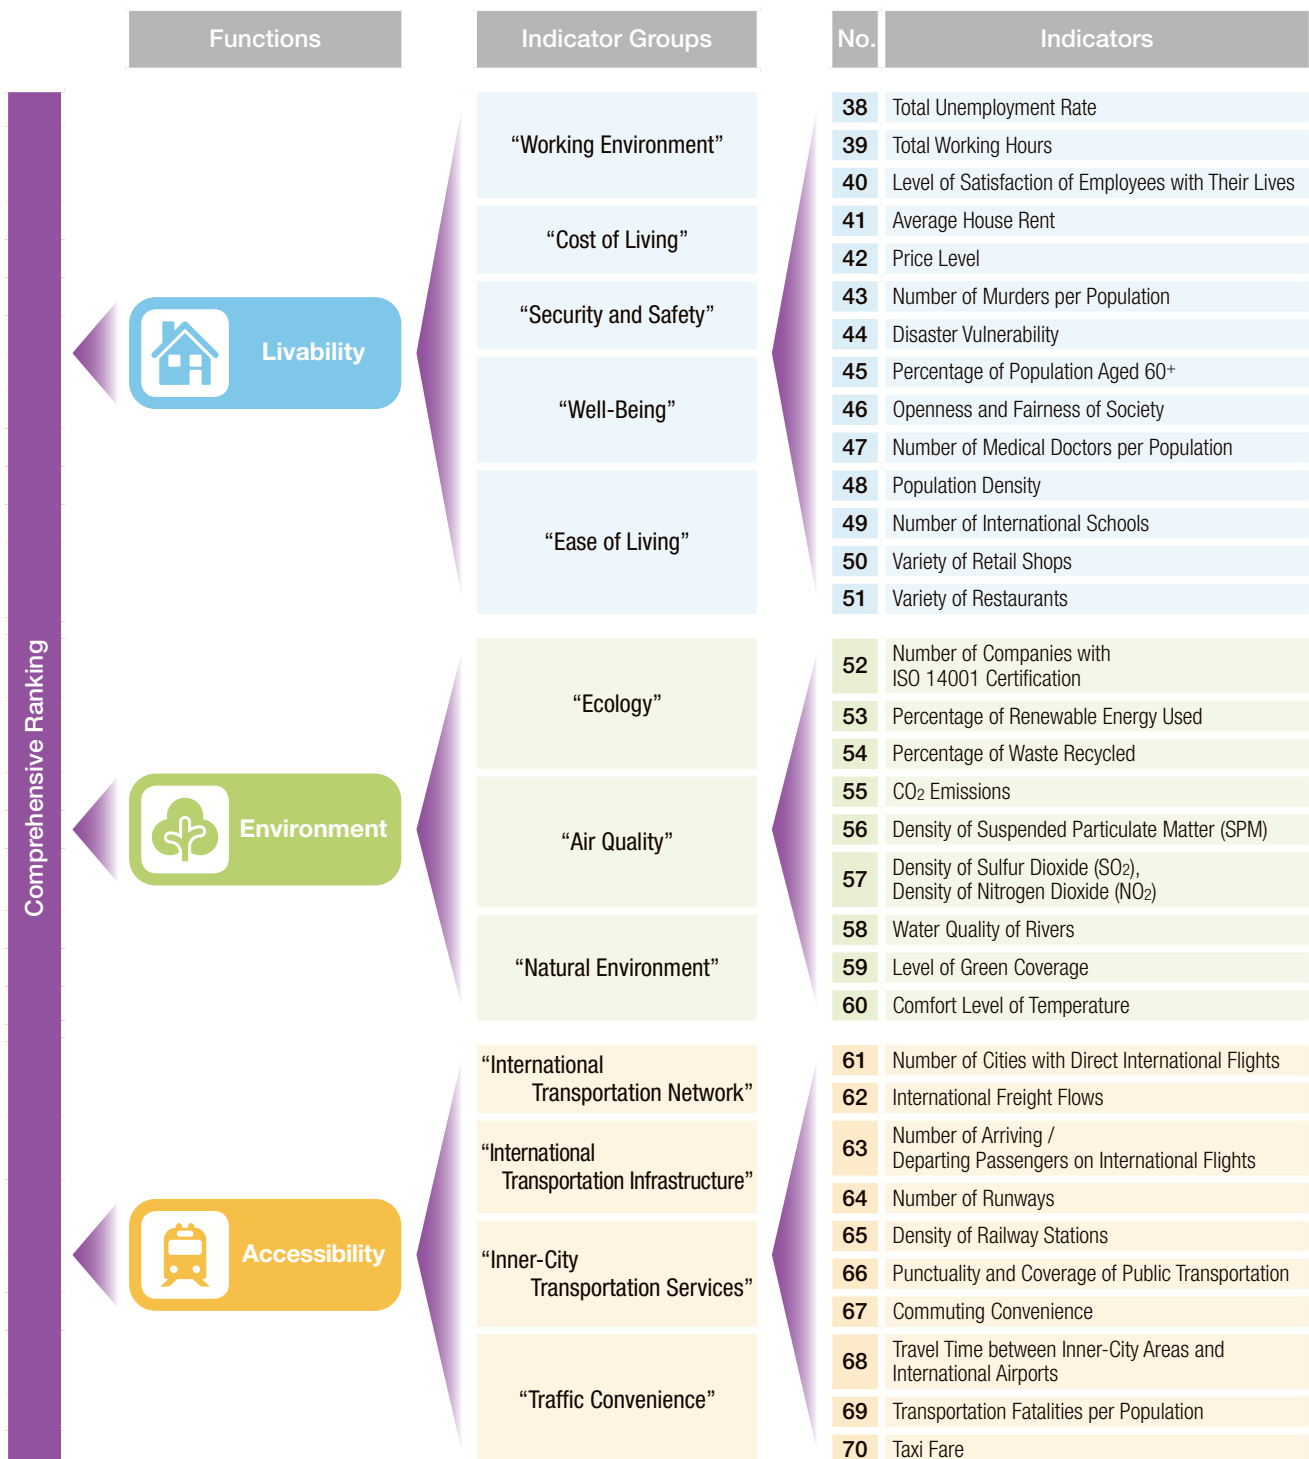 Functions
Indicator Groups
No.
Indicators
Comprehensive Ranking
Livability
“Working Environment”
“Cost of Living”
“Security and Safety”
“Well-Being”
“Ease of Living”
38 Total Unemployment Rate
39 Total Working Hours
40 Level of Satisfaction of Employees with Their Lives
41 Average House Rent
42 Price Level
43 Number of Murders per Population
44 Disaster Vulnerability
45 Percentage of Population Aged 60⁺
46 Openness and Fairness of Society
47 Number of Medical Doctors per Population
48 Population Density
49 Number of International Schools
50 Variety of Retail Shops
51 Variety of Restaurants
Environment
“Ecology”
“Air Quality”
“Natural Environment”
52 Number of Companies with
ISO 14001 Certification
53 Percentage of Renewable Energy Used
54 Percentage of Waste Recycled
55 CO₂ Emissions
56 Density of Suspended Particulate Matter (SPM)
57 Density of Sulfur Dioxide (SO₂),
Density of Nitrogen Dioxide (NO₂)
58 Water Quality of Rivers
59 Level of Green Coverage
60 Comfort Level of Temperature
Accessibility
“International
Transportation Network”
“International
Transportation Infrastructure”
“Inner-City
Transportation Services”
“Traffic Convenience”
61 Number of Cities with Direct International Flights
62 International Freight Flows
63 Number of Arriving /
Departing Passengers on International Flights
64 Number of Runways
65 Density of Railway Stations
66 Punctuality and Coverage of Public Transportation
67 Commuting Convenience
68 Travel Time between Inner-City Areas and
International Airports
69 Transportation Fatalities per Population
70 Taxi Fare